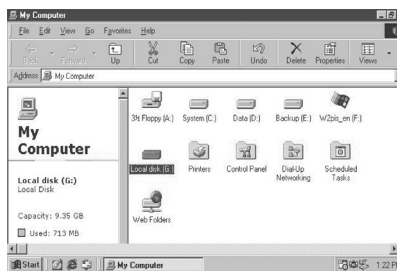 My Computer
File Edit View Go Favorites Help
Back Forward Up Cut Copy Paste Undo Delete Properties Views
Address My Computer
My
Computer
Local disk (G:)
Local Disk
Capacity: 9.35 GB
Used: 713 MB
3½ Floppy (A:) System (C:) Data (D:) Backup (E:) W2pis_en (F:)
Local disk (G:) Printers Control Panel Dial-Up Networking Scheduled Tasks
Web Folders
Start My Computer 1:22 P